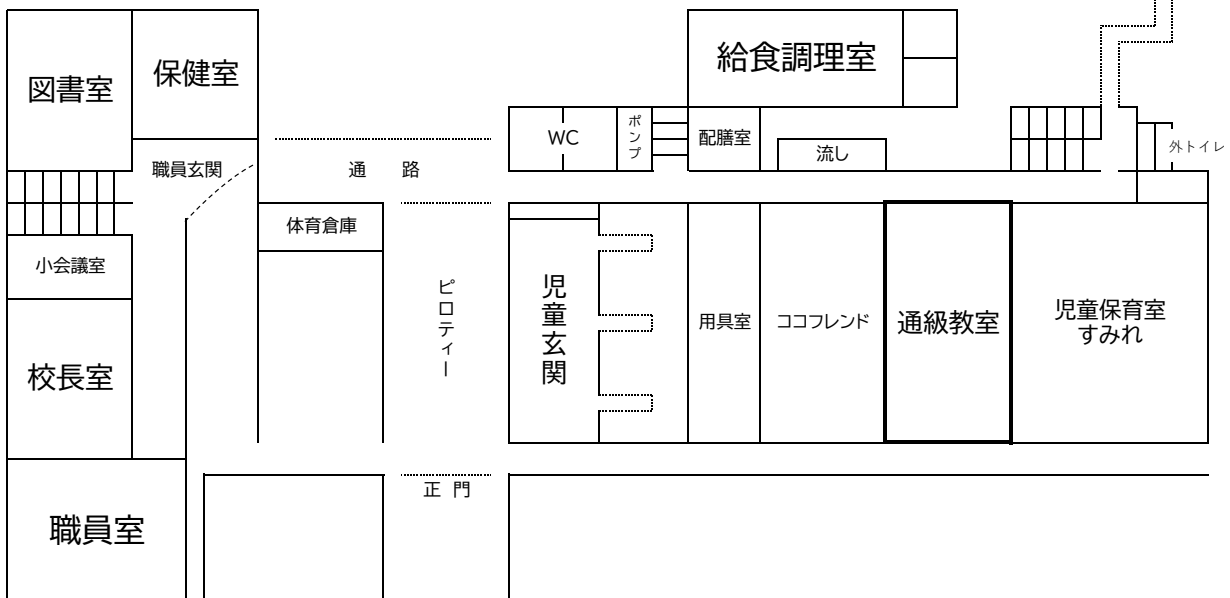 図書室
保健室
給食調理室
WC
ポンプ
配膳室
流し
外トイレ
職員玄関
通 路
体育倉庫
小会議室
校長室
ピロティー
児童玄関
用具室
ココフレンド
通級教室
児童保育室
すみれ
正 門
職員室